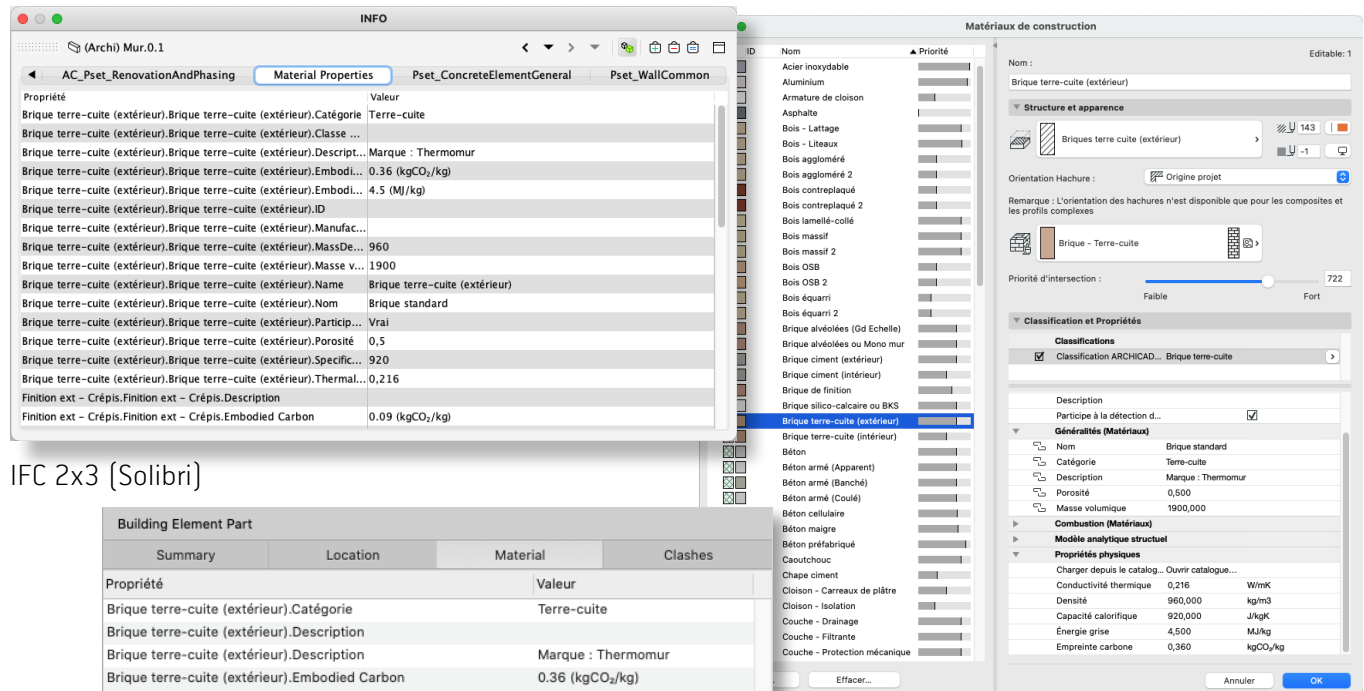 INFO
(Archi) Mur.0.1
AC_Pset_RenovationAndPhasing Material Properties Pset_ConcreteElementGeneral Pset_WallCommon
Propriété Valeur
Brique terre-cuite (extérieur).Brique terre-cuite (extérieur).Catégorie Terre-cuite
Brique terre-cuite (extérieur).Brique terre-cuite (extérieur).Classe ...
Brique terre-cuite (extérieur).Brique terre-cuite (extérieur).Descript... Marque : Thermomur
Brique terre-cuite (extérieur).Brique terre-cuite (extérieur).Embodi... 0.36 (kgCO₂/kg)
Brique terre-cuite (extérieur).Brique terre-cuite (extérieur).Embodi... 4.5 (MJ/kg)
Brique terre-cuite (extérieur).Brique terre-cuite (extérieur).ID
Brique terre-cuite (extérieur).Brique terre-cuite (extérieur).Manufac...
Brique terre-cuite (extérieur).Brique terre-cuite (extérieur).MassDe... 960
Brique terre-cuite (extérieur).Brique terre-cuite (extérieur).Masse v... 1900
Brique terre-cuite (extérieur).Brique terre-cuite (extérieur).Name Brique terre-cuite (extérieur)
Brique terre-cuite (extérieur).Brique terre-cuite (extérieur).Nom Brique standard
Brique terre-cuite (extérieur).Brique terre-cuite (extérieur).Particip... Vrai
Brique terre-cuite (extérieur).Brique terre-cuite (extérieur).Porosité 0,5
Brique terre-cuite (extérieur).Brique terre-cuite (extérieur).Specific... 920
Brique terre-cuite (extérieur).Brique terre-cuite (extérieur).Thermal... 0,216
Finition ext - Crépis.Finition ext - Crépis.Description
Finition ext - Crépis.Finition ext - Crépis.Embodied Carbon 0.09 (kgCO₂/kg)
IFC 2x3 (Solibri)
Building Element Part
Summary Location Material Clashes
Propriété Valeur
Brique terre-cuite (extérieur).Catégorie Terre-cuite
Brique terre-cuite (extérieur).Description
Brique terre-cuite (extérieur).Description Marque : Thermomur
Brique terre-cuite (extérieur).Embodied Carbon 0.36 (kgCO₂/kg)
Matériaux de construction
ID Nom Priorité
Acier inoxydable
Aluminium
Armature de cloison
Asphalte
Bois - Lattage
Bois - Liteaux
Bois aggloméré
Bois aggloméré 2
Bois contreplaqué
Bois contreplaqué 2
Bois lamellé-collé
Bois massif
Bois massif 2
Bois OSB
Bois OSB 2
Bois équarri
Bois équarri 2
Brique alvéolées (Gd Echelle)
Brique alvéolées ou Mono mur
Brique ciment (extérieur)
Brique ciment (intérieur)
Brique de finition
Brique silico-calcaire ou BKS
Brique terre-cuite (extérieur)
Brique terre-cuite (intérieur)
Béton
Béton armé (Apparent)
Béton armé (Banché)
Béton armé (Coulé)
Béton cellulaire
Béton maigre
Béton préfabriqué
Caoutchouc
Chape ciment
Cloison - Carreaux de plâtre
Cloison - Isolation
Couche - Drainage
Couche - Filtrante
Couche - Protection mécanique
Effacer...
Editable: 1
Nom :
Brique terre-cuite (extérieur)
Structure et apparence
Briques terre cuite (extérieur)
143
-1
Orientation Hachure : Origine projet
Remarque : L'orientation des hachures n'est disponible que pour les composites et
les profils complexes
Brique - Terre-cuite
Priorité d'intersection : 722
Faible Fort
Classification et Propriétés
Classifications
Classification ARCHICAD... Brique terre-cuite
Description
Participe à la détection d...
Généralités (Matériaux)
Nom Brique standard
Catégorie Terre-cuite
Description Marque : Thermomur
Porosité 0,500
Masse volumique 1900,000
Combustion (Matériaux)
Modèle analytique structuel
Propriétés physiques
Charger depuis le catalog... Ouvrir catalogue...
Conductivité thermique 0,216 W/mK
Densité 960,000 kg/m3
Capacité calorifique 920,000 J/kgK
Énergie grise 4,500 MJ/kg
Empreinte carbone 0,360 kgCO₂/kg
Annuler OK